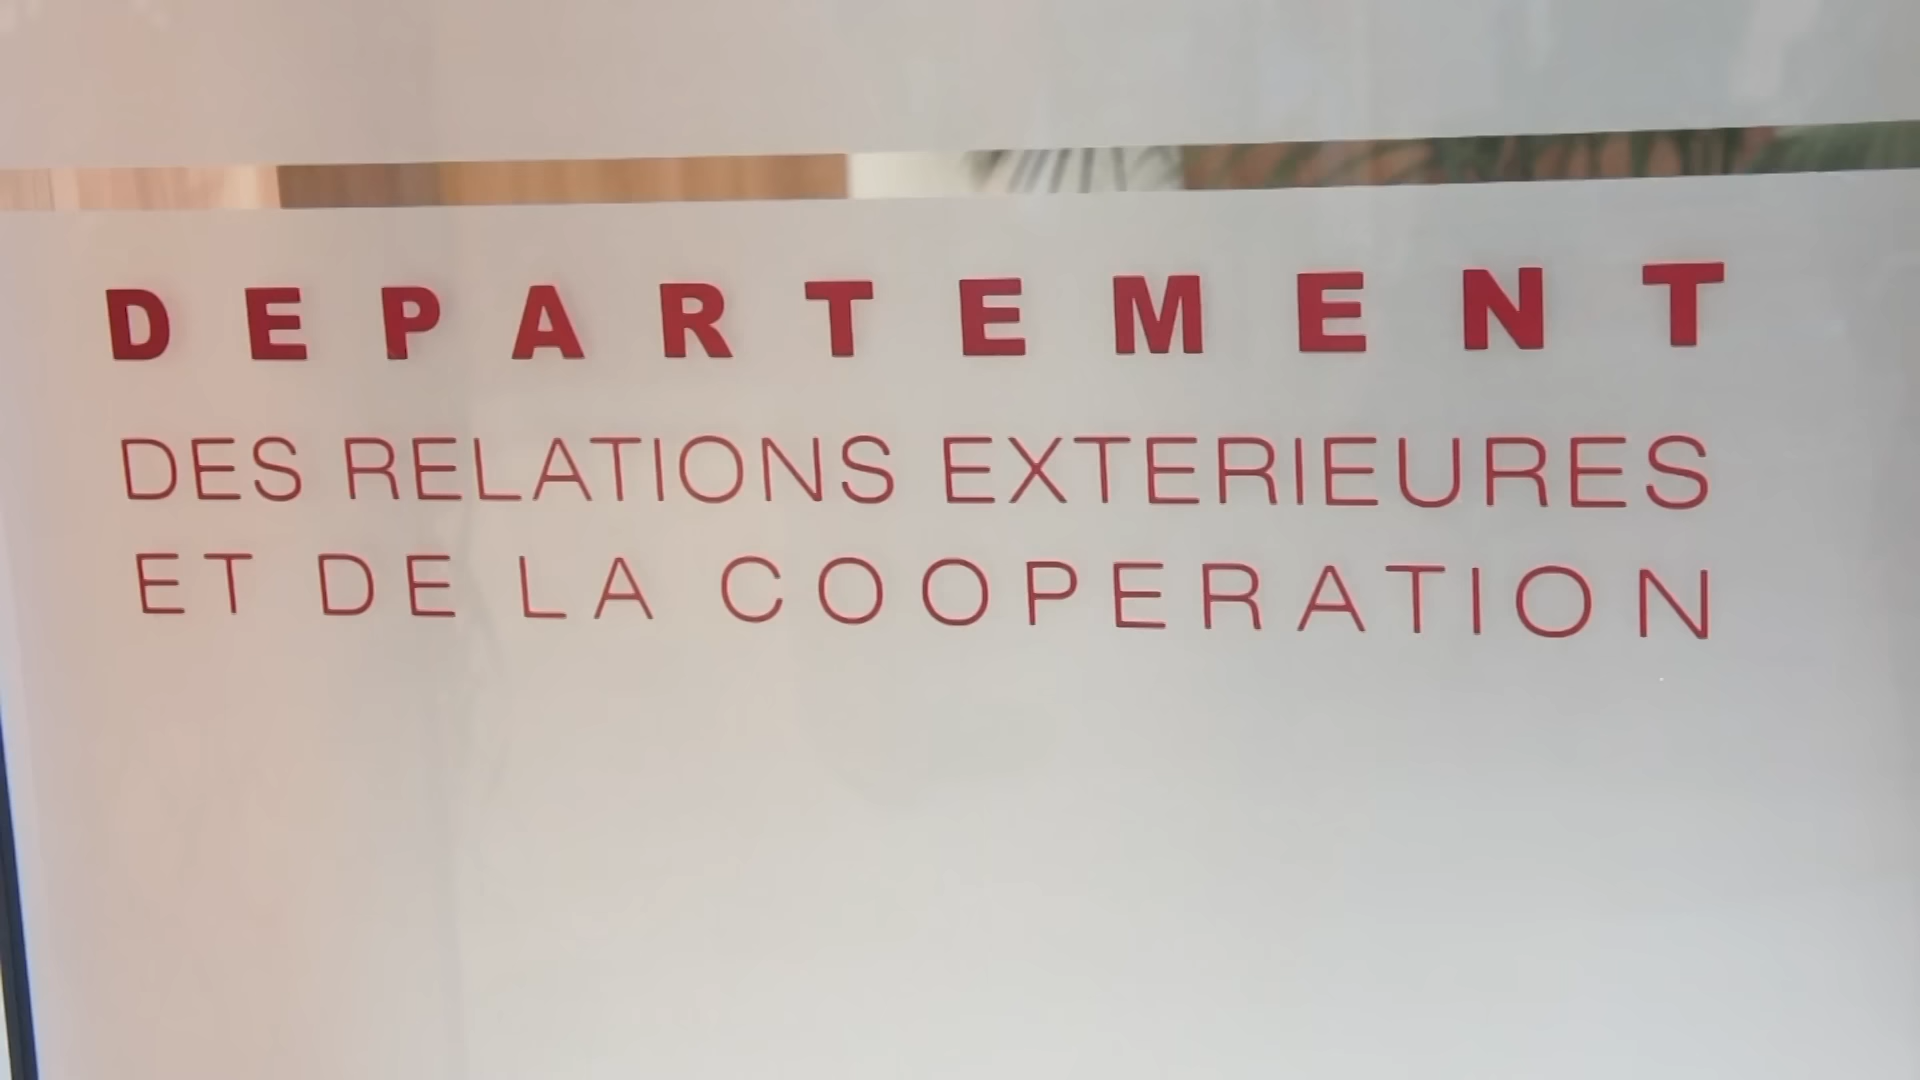 DEPARTEMENT
DES RELATIONS EXTERIEURES
ET DE LA COOPERATION